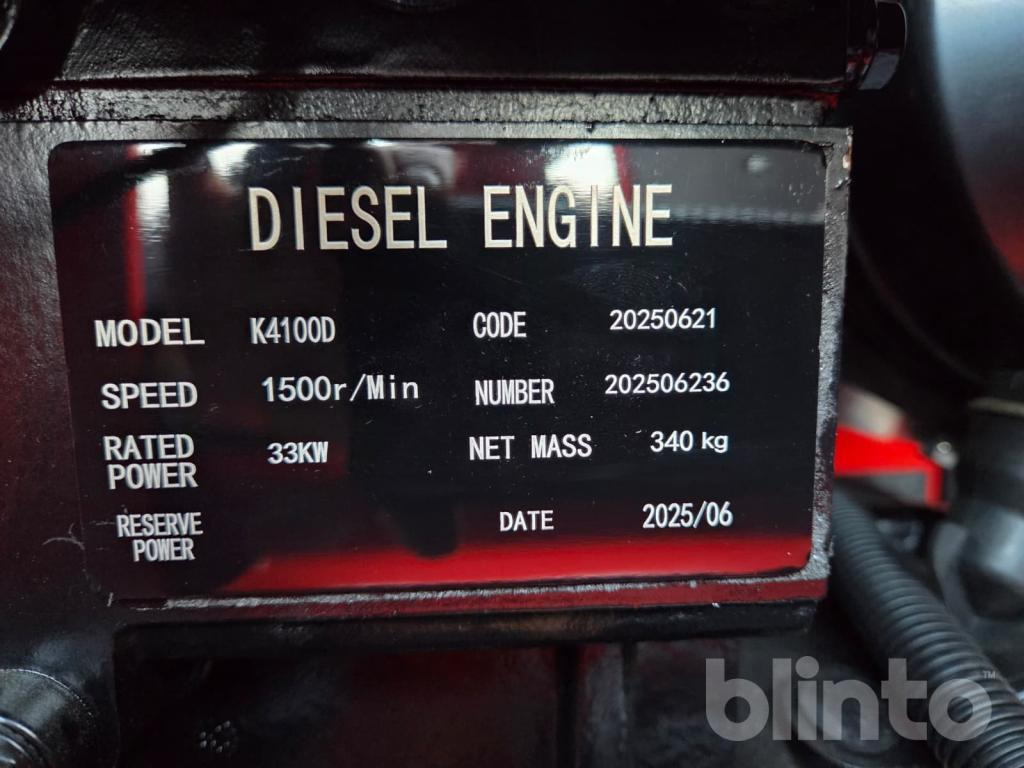 DIESEL ENGINE
MODEL K4100D CODE 20250621
SPEED 1500r/Min NUMBER 202506236
RATED POWER 33KW NET MASS 340 kg
RESERVE POWER DATE 2025/06
blinto™